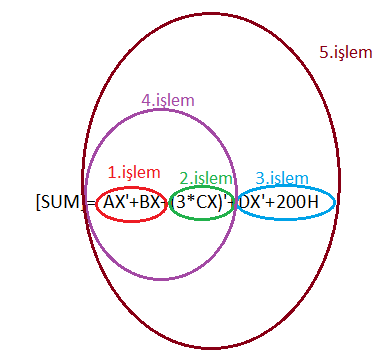 5.işlem
4.işlem
1.işlem 2.işlem 3.işlem
[SUM]= AX'+BX+(3*CX)'+DX'+200H